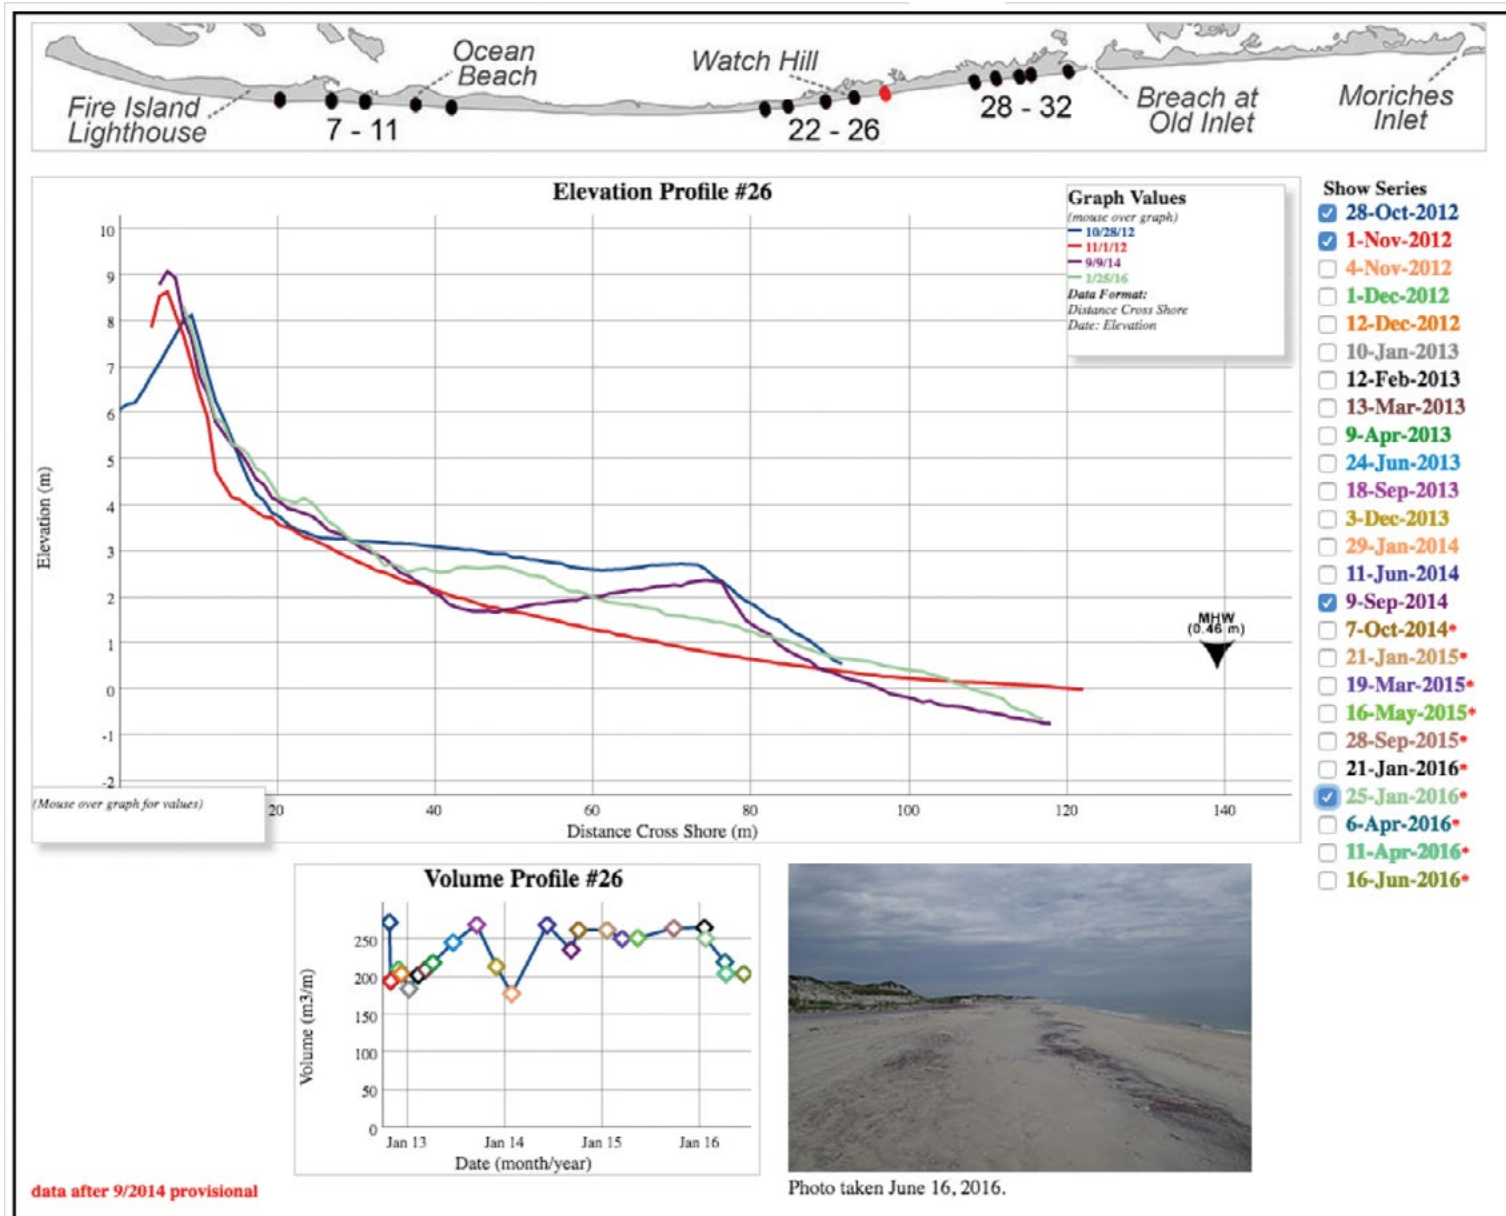 Ocean
Beach
Watch Hill
Fire Island
Lighthouse
7 - 11
22 - 26
28 - 32
Breach at
Old Inlet
Moriches
Inlet
Elevation Profile #26
Graph Values
(mouse over graph)
10/28/12
11/1/12
9/9/14
1/25/16
Data Format:
Distance Cross Shore
Date: Elevation
Elevation (m)
10
9
8
7
6
5
4
3
2
1
0
-1
-2
MHW
(0.46 m)
(Mouse over graph for values)
20
40
60
80
100
120
140
Distance Cross Shore (m)
Show Series
28-Oct-2012
1-Nov-2012
4-Nov-2012
1-Dec-2012
12-Dec-2012
10-Jan-2013
12-Feb-2013
13-Mar-2013
9-Apr-2013
24-Jun-2013
18-Sep-2013
3-Dec-2013
29-Jan-2014
11-Jun-2014
9-Sep-2014
7-Oct-2014*
21-Jan-2015*
19-Mar-2015*
16-May-2015*
28-Sep-2015*
21-Jan-2016*
25-Jan-2016*
6-Apr-2016*
11-Apr-2016*
16-Jun-2016*
Volume Profile #26
Volume (m3/m)
250
200
150
100
50
0
Jan 13
Jan 14
Jan 15
Jan 16
Date (month/year)
data after 9/2014 provisional
Photo taken June 16, 2016.